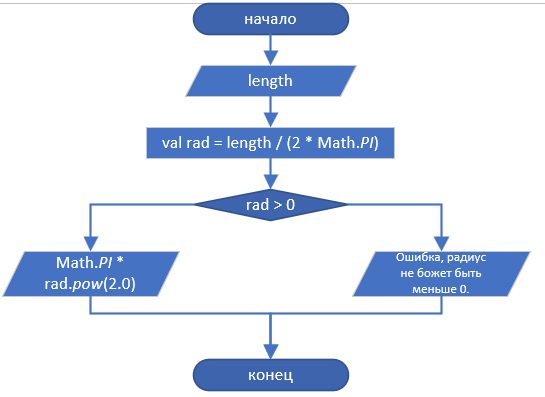 начало
length
val rad = length / (2 * Math.PI)
rad > 0
Math.PI *
rad.pow(2.0)
Ошибка, радиус
не божет быть
меньше 0.
конец